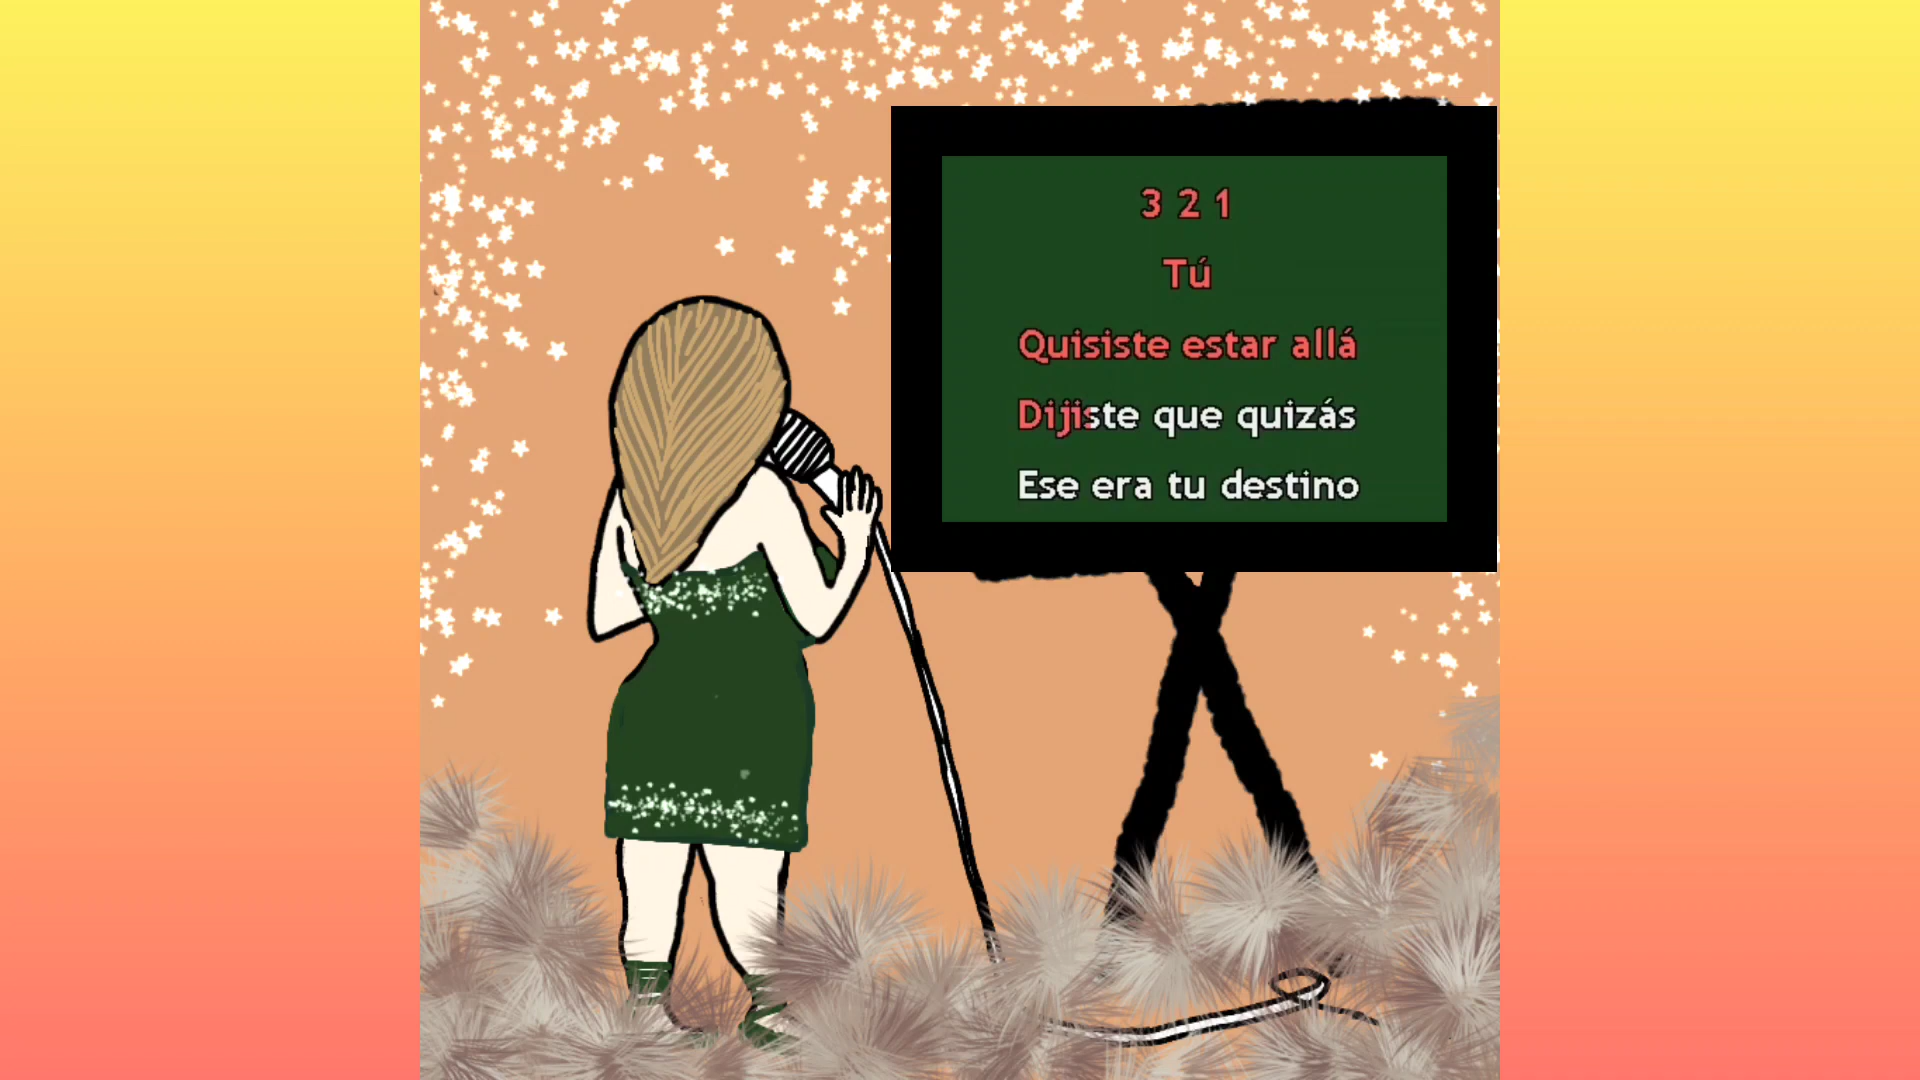 3 2 1
Tú
Quisiste estar allá
Dijiste que quizás
Ese era tu destino